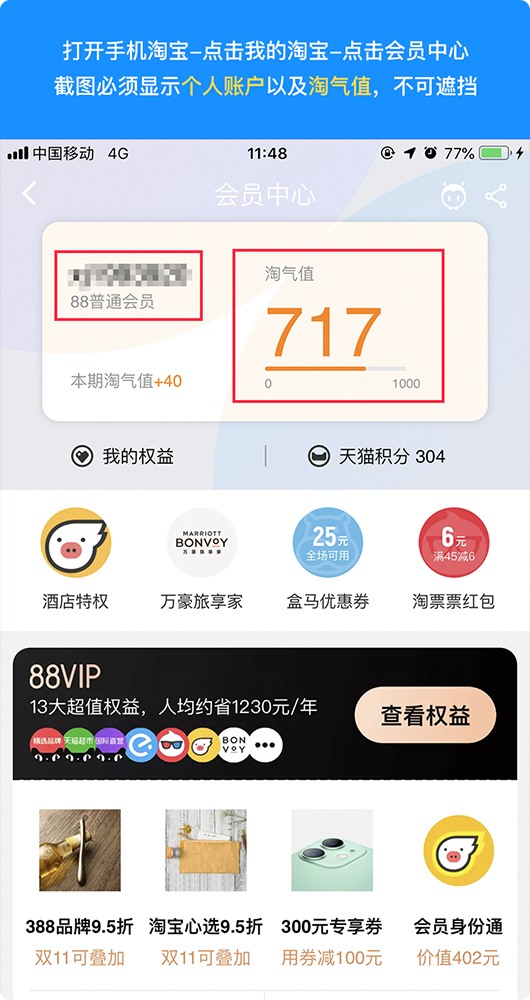 打开手机淘宝–点击我的淘宝–点击会员中心
截图必须显示个人账户以及淘气值，不可遮挡
中国移动 4G 11:48 77%
会员中心
淘气值
88普通会员
717
本期淘气值+40
0 1000
我的权益 天猫积分 304
MARRIOTT
BONVOY
万豪旅享家
25元
全场可用
6元
满45减6
酒店特权 万豪旅享家 盒马优惠券 淘票票红包
88VIP
13大超值权益，人均约省1230元/年
查看权益
精选品牌 天猫超市 国际直营 BON
VOY
388品牌9.5折 淘宝心选9.5折 300元专享券 会员身份通
双11可叠加 双11可叠加 用券减100元 价值402元